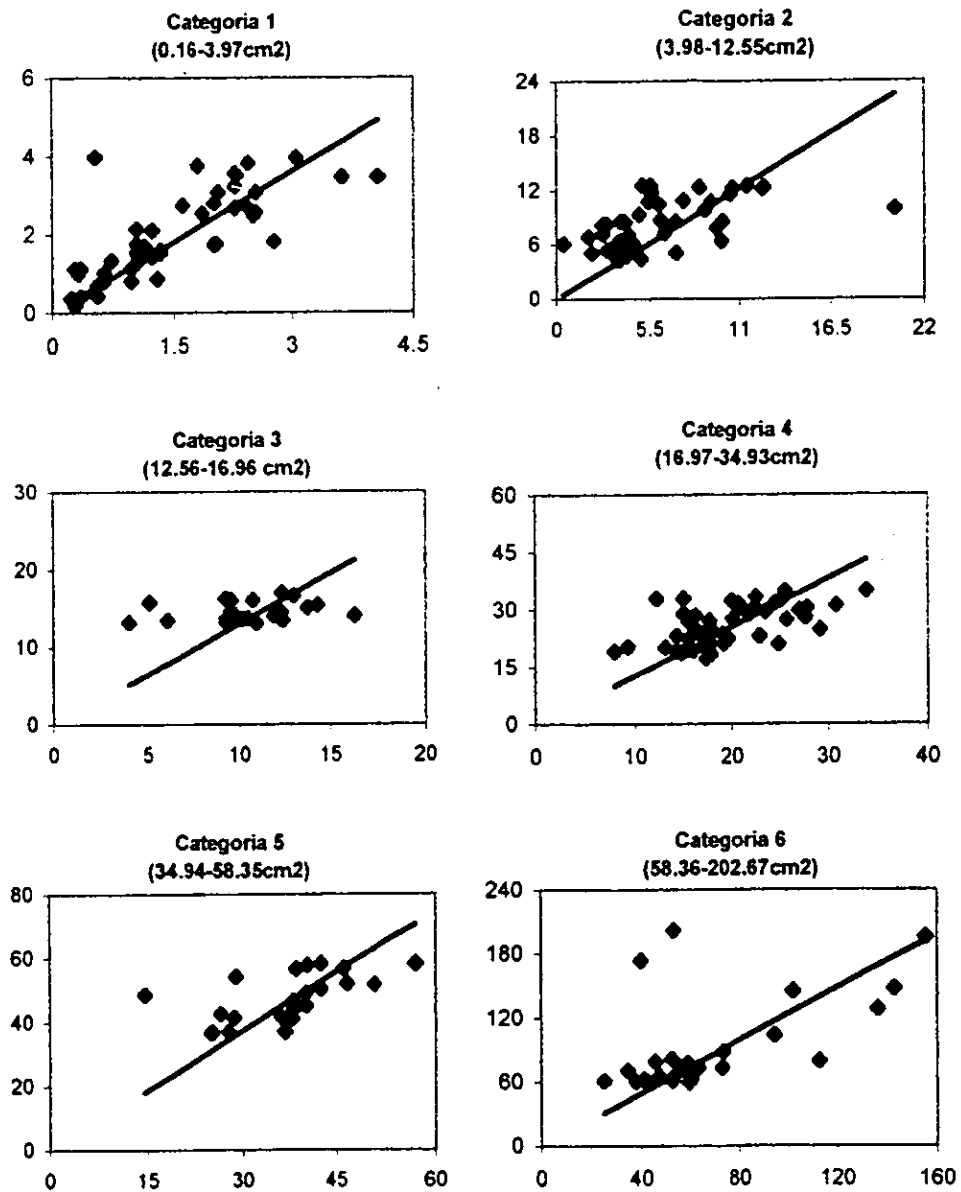 Categoria 1
(0.16-3.97cm2)
6
4
2
0
0 1.5 3 4.5
Categoria 2
(3.98-12.55cm2)
24
18
12
6
0
0 5.5 11 16.5 22
Categoria 3
(12.56-16.96 cm2)
30
20
10
0
0 5 10 15 20
Categoria 4
(16.97-34.93cm2)
60
45
30
15
0
0 10 20 30 40
Categoria 5
(34.94-58.35cm2)
80
60
40
20
0
0 15 30 45 60
Categoria 6
(58.36-202.67cm2)
240
180
120
60
0
0 40 80 120 160